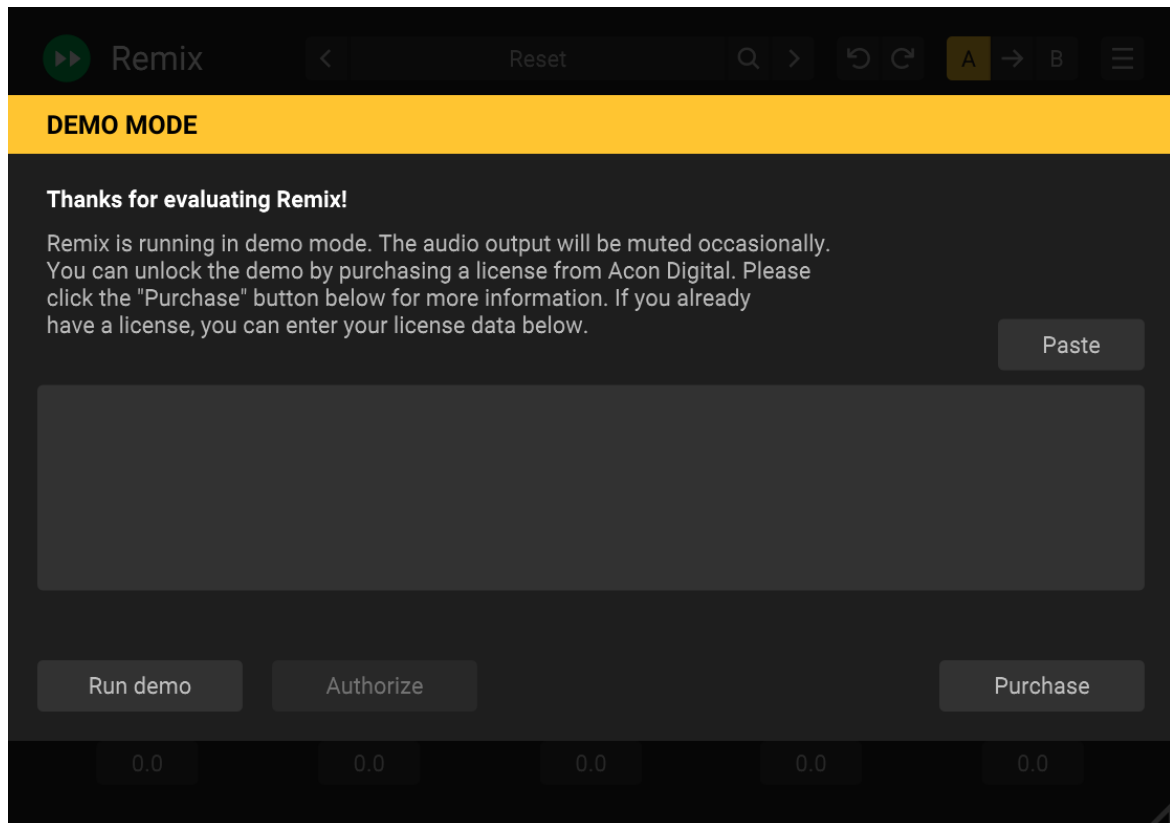 Remix
Reset
A
B
DEMO MODE
Thanks for evaluating Remix!
Remix is running in demo mode. The audio output will be muted occasionally.
You can unlock the demo by purchasing a license from Acon Digital. Please
click the "Purchase" button below for more information. If you already
have a license, you can enter your license data below.
Paste
Run demo
Authorize
Purchase
0.0
0.0
0.0
0.0
0.0